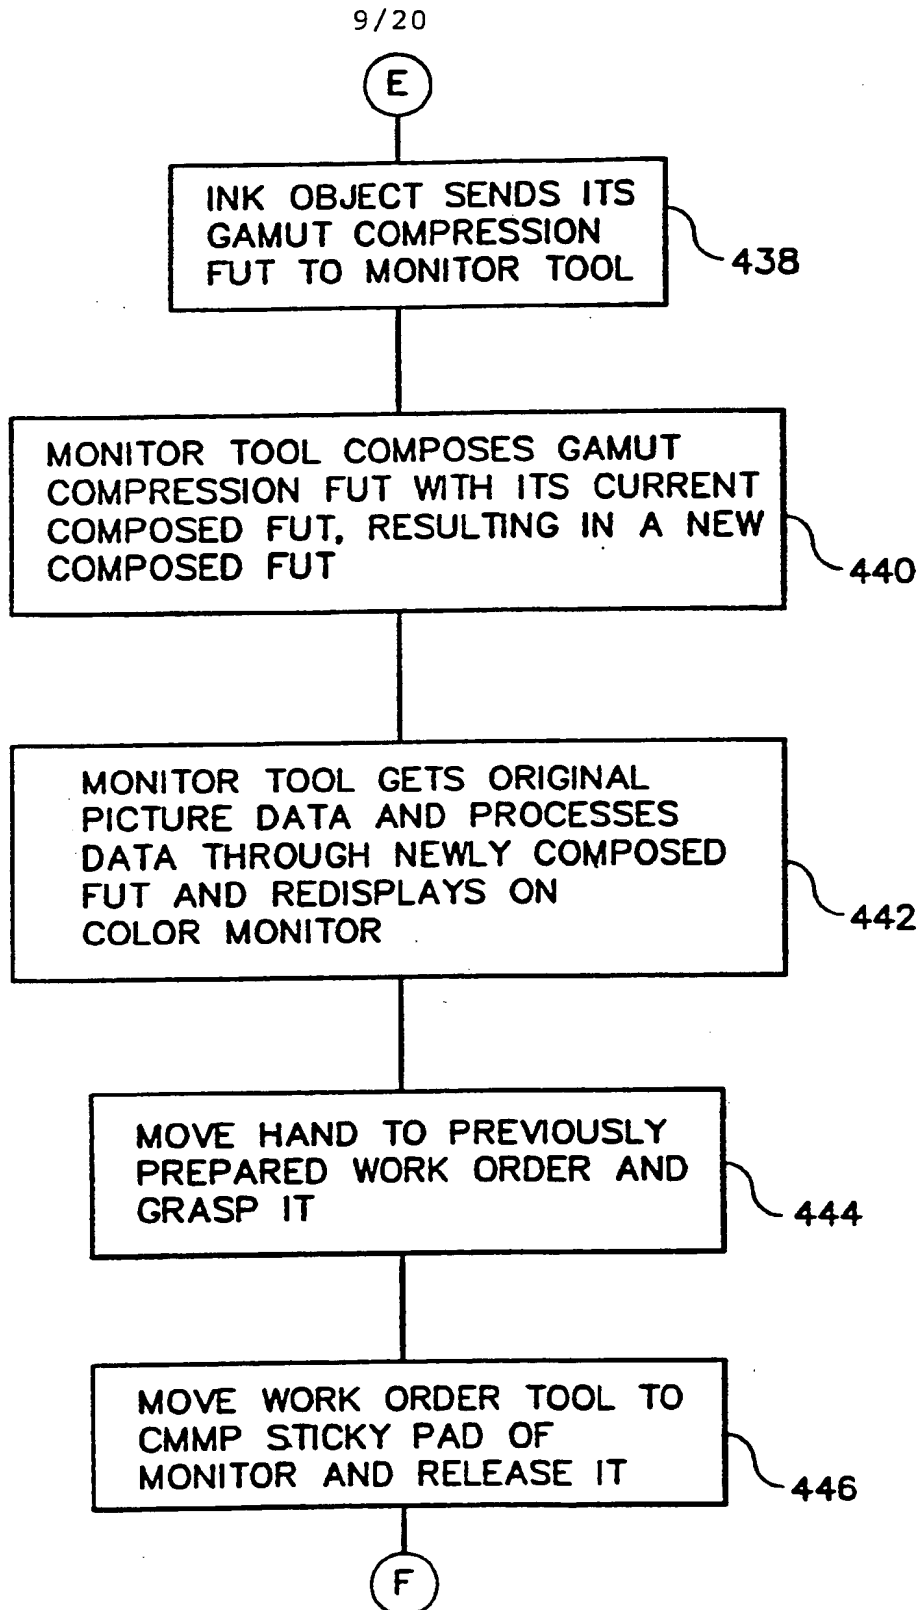 9/20
E
INK OBJECT SENDS ITS
GAMUT COMPRESSION
FUT TO MONITOR TOOL
438
MONITOR TOOL COMPOSES GAMUT
COMPRESSION FUT WITH ITS CURRENT
COMPOSED FUT, RESULTING IN A NEW
COMPOSED FUT
440
MONITOR TOOL GETS ORIGINAL
PICTURE DATA AND PROCESSES
DATA THROUGH NEWLY COMPOSED
FUT AND REDISPLAYS ON
COLOR MONITOR
442
MOVE HAND TO PREVIOUSLY
PREPARED WORK ORDER AND
GRASP IT
444
MOVE WORK ORDER TOOL TO
CMMP STICKY PAD OF
MONITOR AND RELEASE IT
446
F